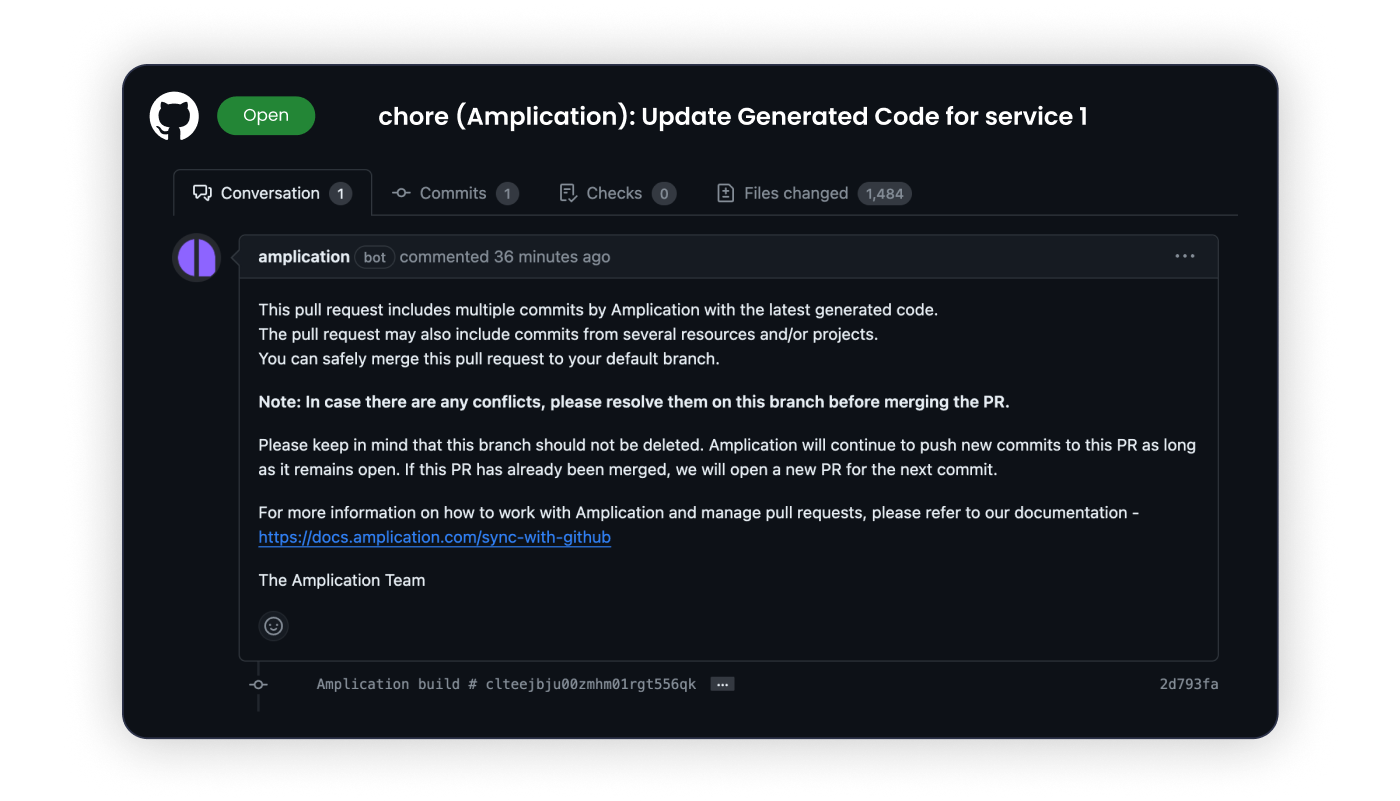 Open
chore (Amplication): Update Generated Code for service 1
Conversation 1
Commits 1
Checks 0
Files changed 1,484
amplication bot commented 36 minutes ago
This pull request includes multiple commits by Amplication with the latest generated code.
The pull request may also include commits from several resources and/or projects.
You can safely merge this pull request to your default branch.
Note: In case there are any conflicts, please resolve them on this branch before merging the PR.
Please keep in mind that this branch should not be deleted. Amplication will continue to push new commits to this PR as long
as it remains open. If this PR has already been merged, we will open a new PR for the next commit.
For more information on how to work with Amplication and manage pull requests, please refer to our documentation -
https://docs.amplication.com/sync-with-github
The Amplication Team
Amplication build # clteejbju00zmhm01rgt556qk
2d793fa